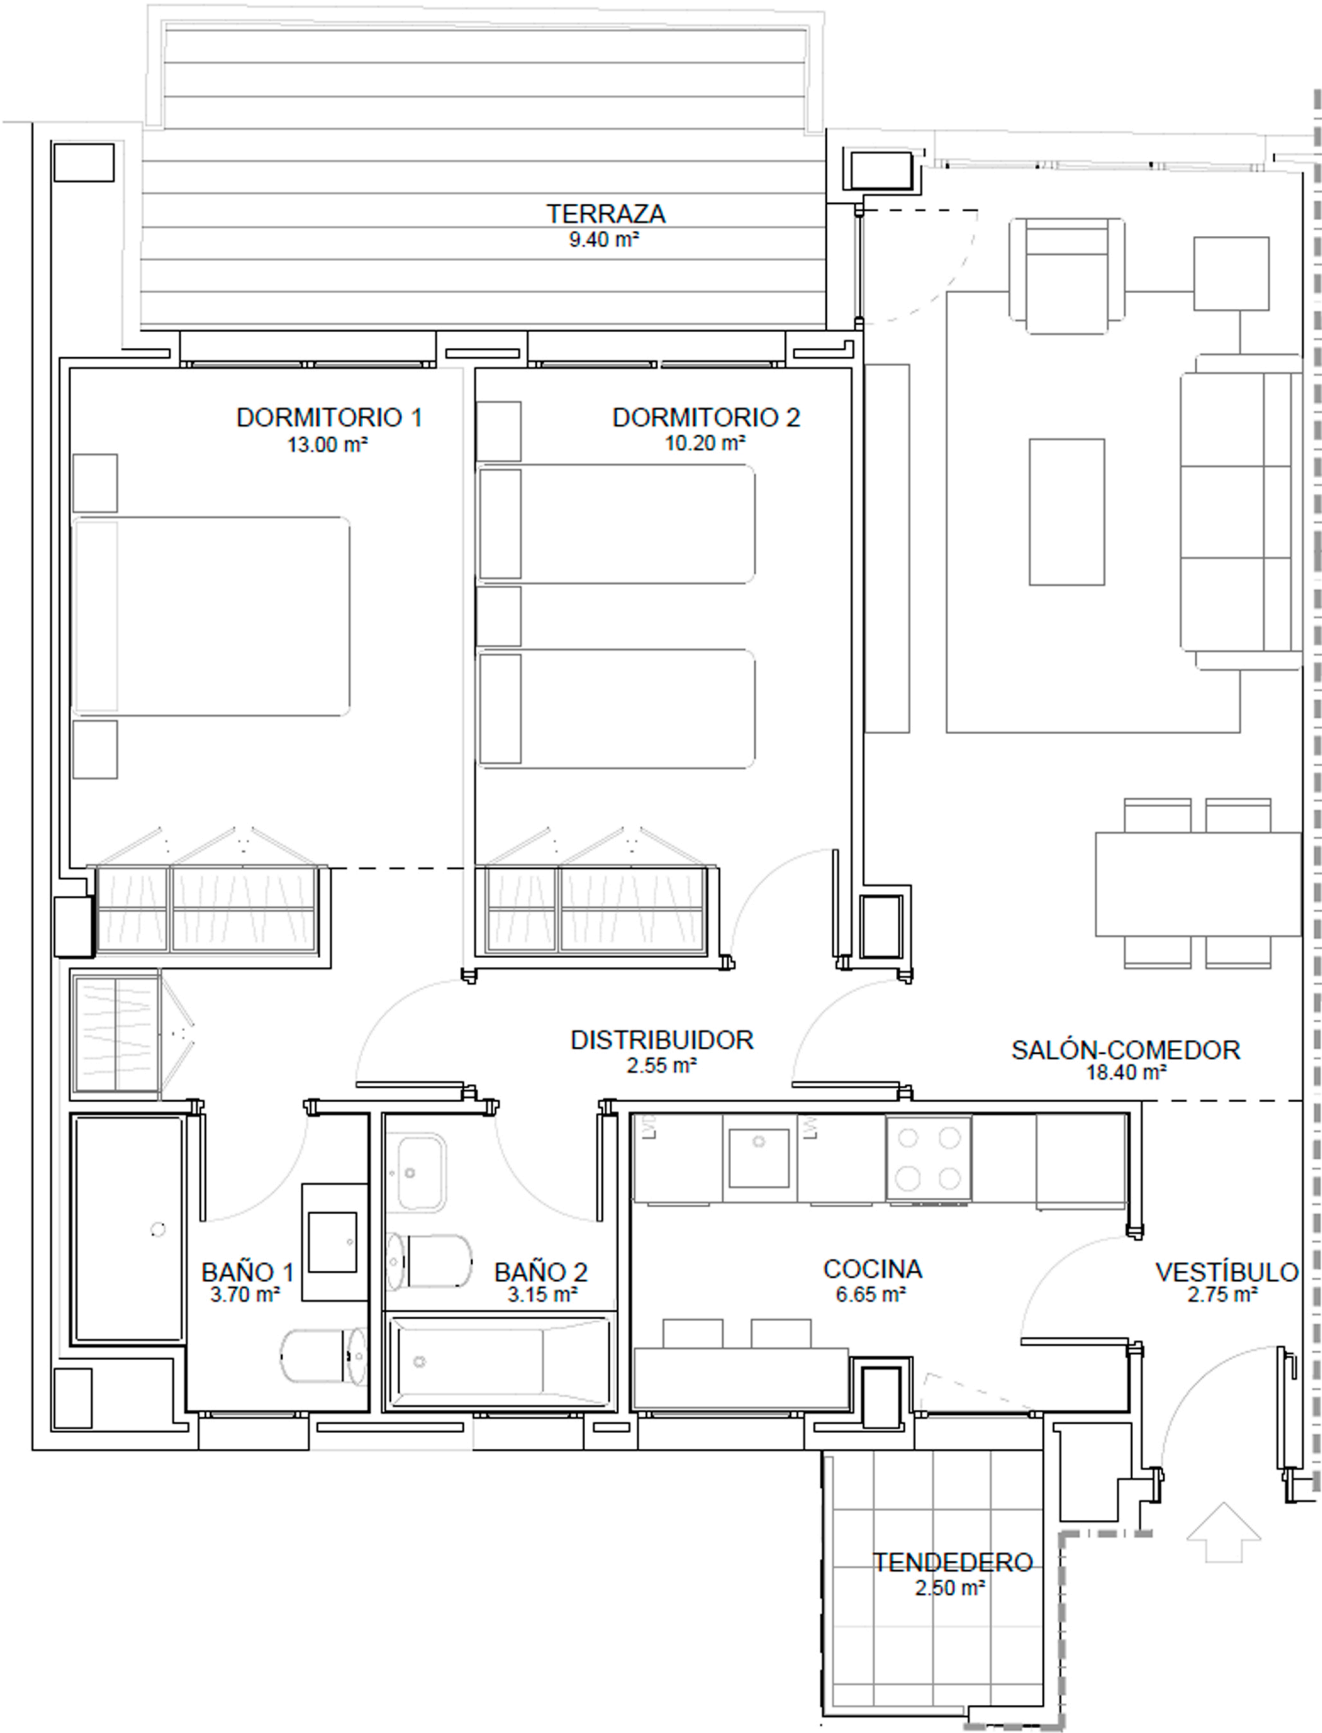 TERRAZA
9.40 m²
DORMITORIO 1
13.00 m²
DORMITORIO 2
10.20 m²
DISTRIBUIDOR
2.55 m²
SALÓN-COMEDOR
18.40 m²
LVD
LW
BAÑO 1
3.70 m²
BAÑO 2
3.15 m²
COCINA
6.65 m²
VESTÍBULO
2.75 m²
TENDEDERO
2.50 m²